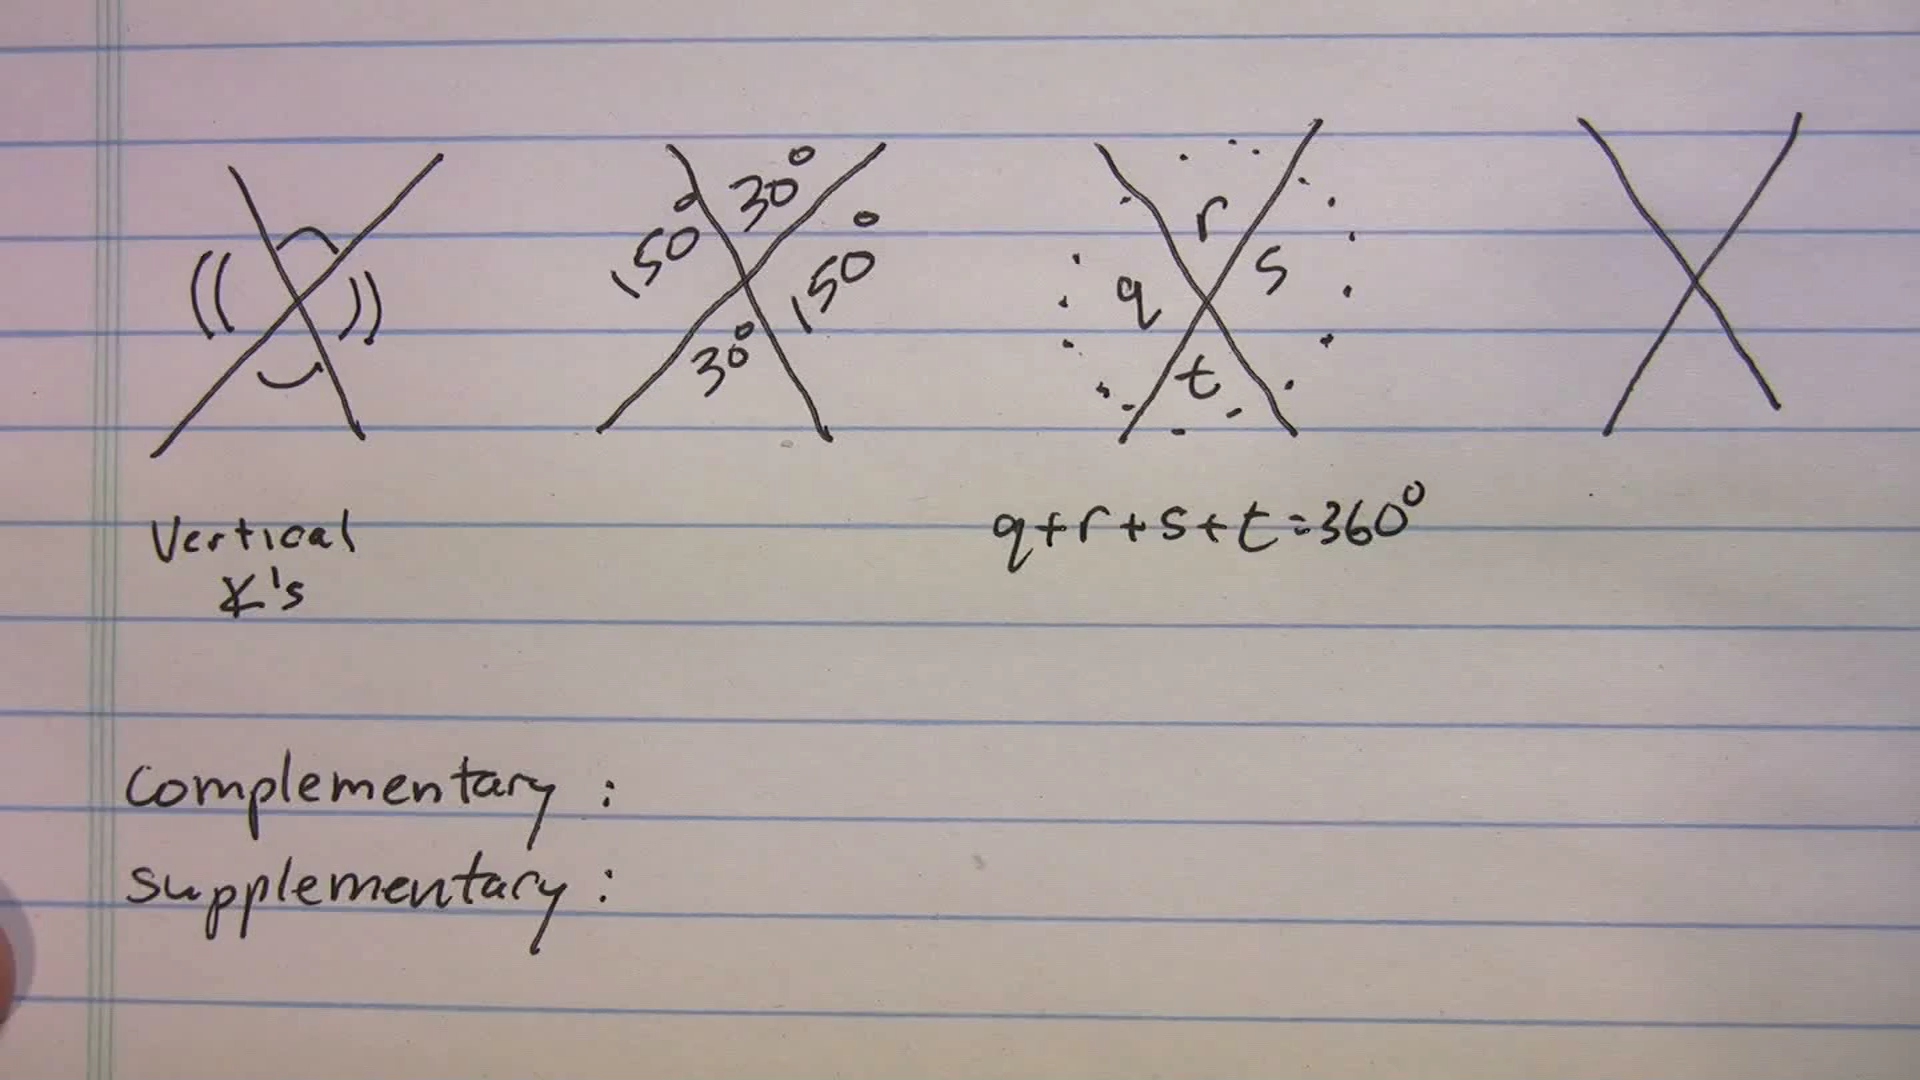 30°
150°
150°
30°
r
q
s
t
Vertical
∡'s
q+r+s+t=360°
complementary :
supplementary :